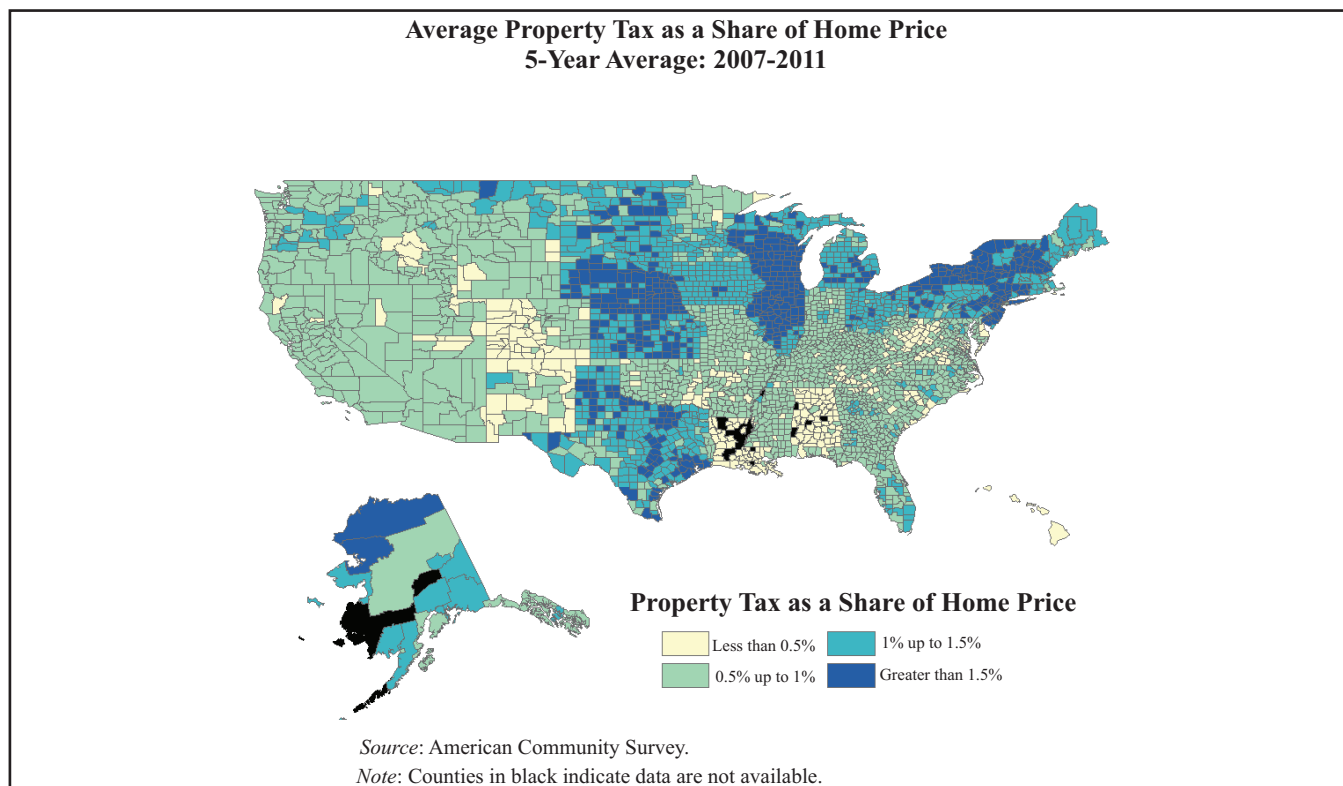 Average Property Tax as a Share of Home Price
5-Year Average: 2007-2011
Property Tax as a Share of Home Price
Less than 0.5%
1% up to 1.5%
0.5% up to 1%
Greater than 1.5%
Source: American Community Survey.
Note: Counties in black indicate data are not available.